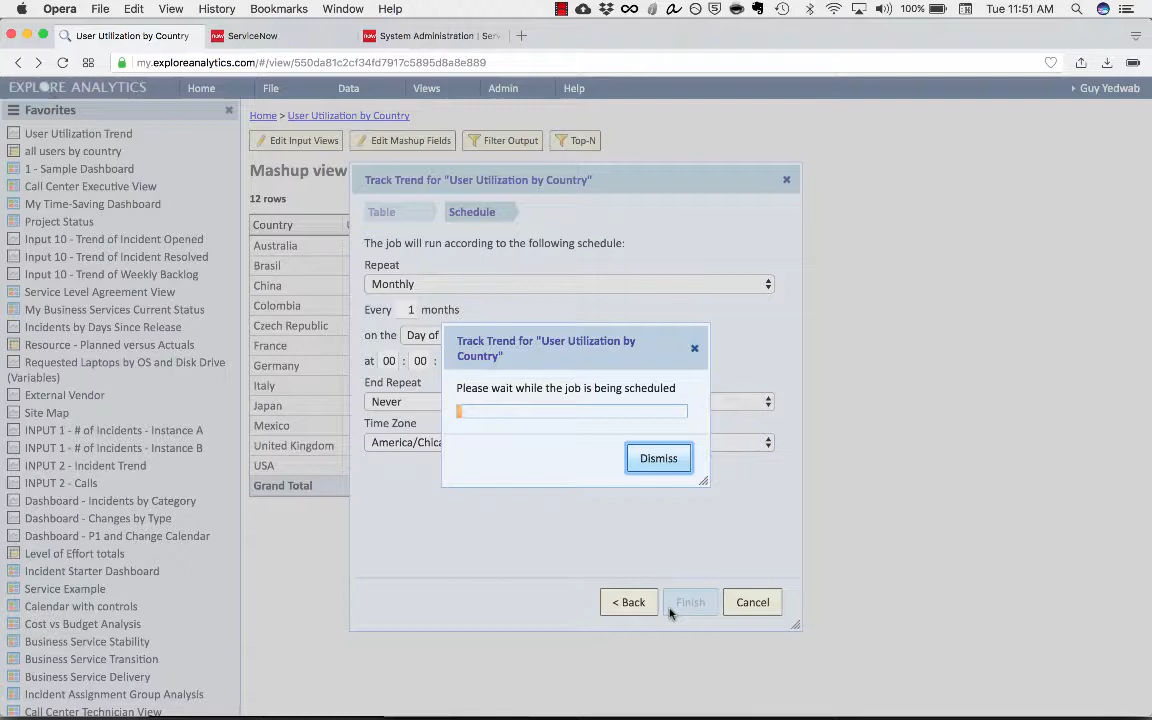 Opera File Edit View History Bookmarks Window Help 100% Tue 11:51 AM
User Utilization by Country ServiceNow System Administration | Serv
my.exploreanalytics.com/#/view/550da81c2cf34fd7917c5895d8a8e889
EXPLORE ANALYTICS Home File Data Views Admin Help Guy Yedwab
Favorites
User Utilization Trend
all users by country
1 - Sample Dashboard
Call Center Executive View
My Time-Saving Dashboard
Project Status
Input 10 - Trend of Incident Opened
Input 10 - Trend of Incident Resolved
Input 10 - Trend of Weekly Backlog
Service Level Agreement View
My Business Services Current Status
Incidents by Days Since Release
Resource - Planned versus Actuals
Requested Laptops by OS and Disk Drive
(Variables)
External Vendor
Site Map
INPUT 1 - # of Incidents - Instance A
INPUT 1 - # of Incidents - Instance B
INPUT 2 - Incident Trend
INPUT 2 - Calls
Dashboard - Incidents by Category
Dashboard - Changes by Type
Dashboard - P1 and Change Calendar
Level of Effort totals
Incident Starter Dashboard
Service Example
Calendar with controls
Cost vs Budget Analysis
Business Service Stability
Business Service Transition
Business Service Delivery
Incident Assignment Group Analysis
Call Center Technician View
Home > User Utilization by Country
Edit Input Views Edit Mashup Fields Filter Output Top-N
Mashup view
12 rows
Country U
Australia
Brasil
China
Colombia
Czech Republic
France
Germany
Italy
Japan
Mexico
United Kingdom
USA
Grand Total
Track Trend for "User Utilization by Country"
Table Schedule
The job will run according to the following schedule:
Repeat
Monthly
Every 1 months
on the Day of
at 00 : 00 :
End Repeat
Never
Time Zone
America/Chica
Track Trend for "User Utilization by
Country"
Please wait while the job is being scheduled
Dismiss
< Back Finish Cancel